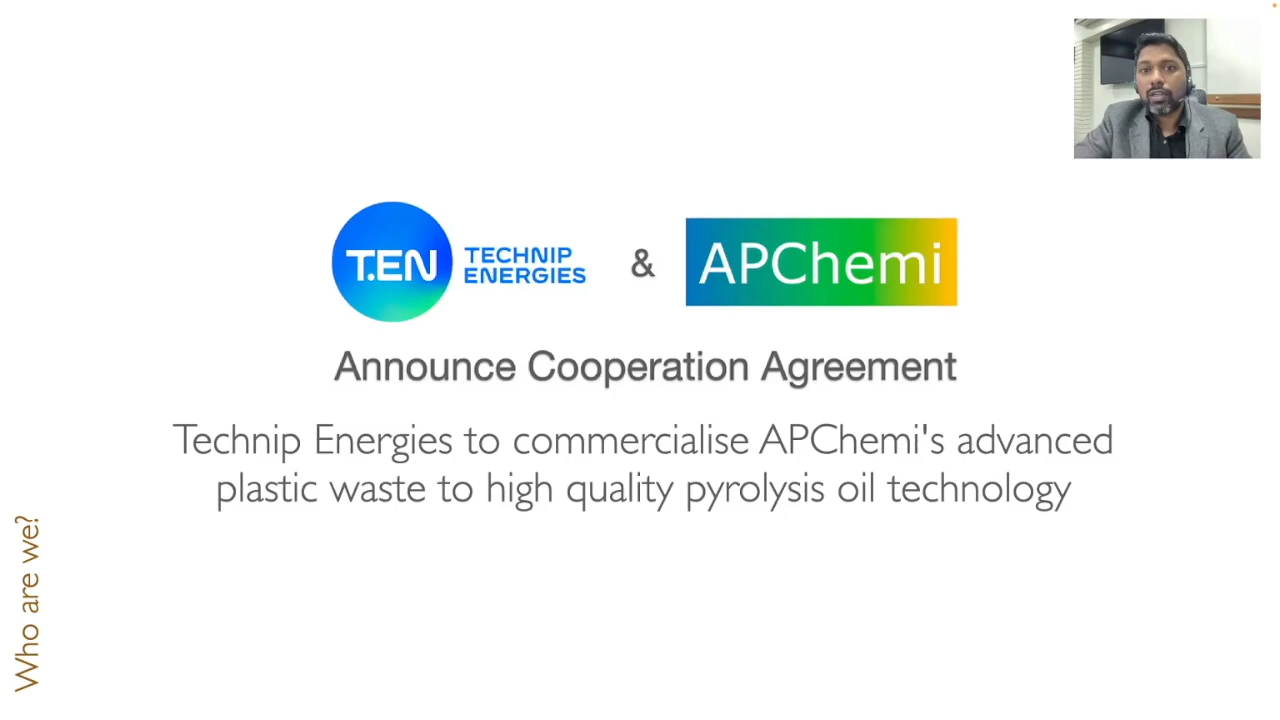 T.EN
TECHNIP
ENERGIES
&
APChemi
Announce Cooperation Agreement
Technip Energies to commercialise APChemi's advanced
plastic waste to high quality pyrolysis oil technology
Who are we?